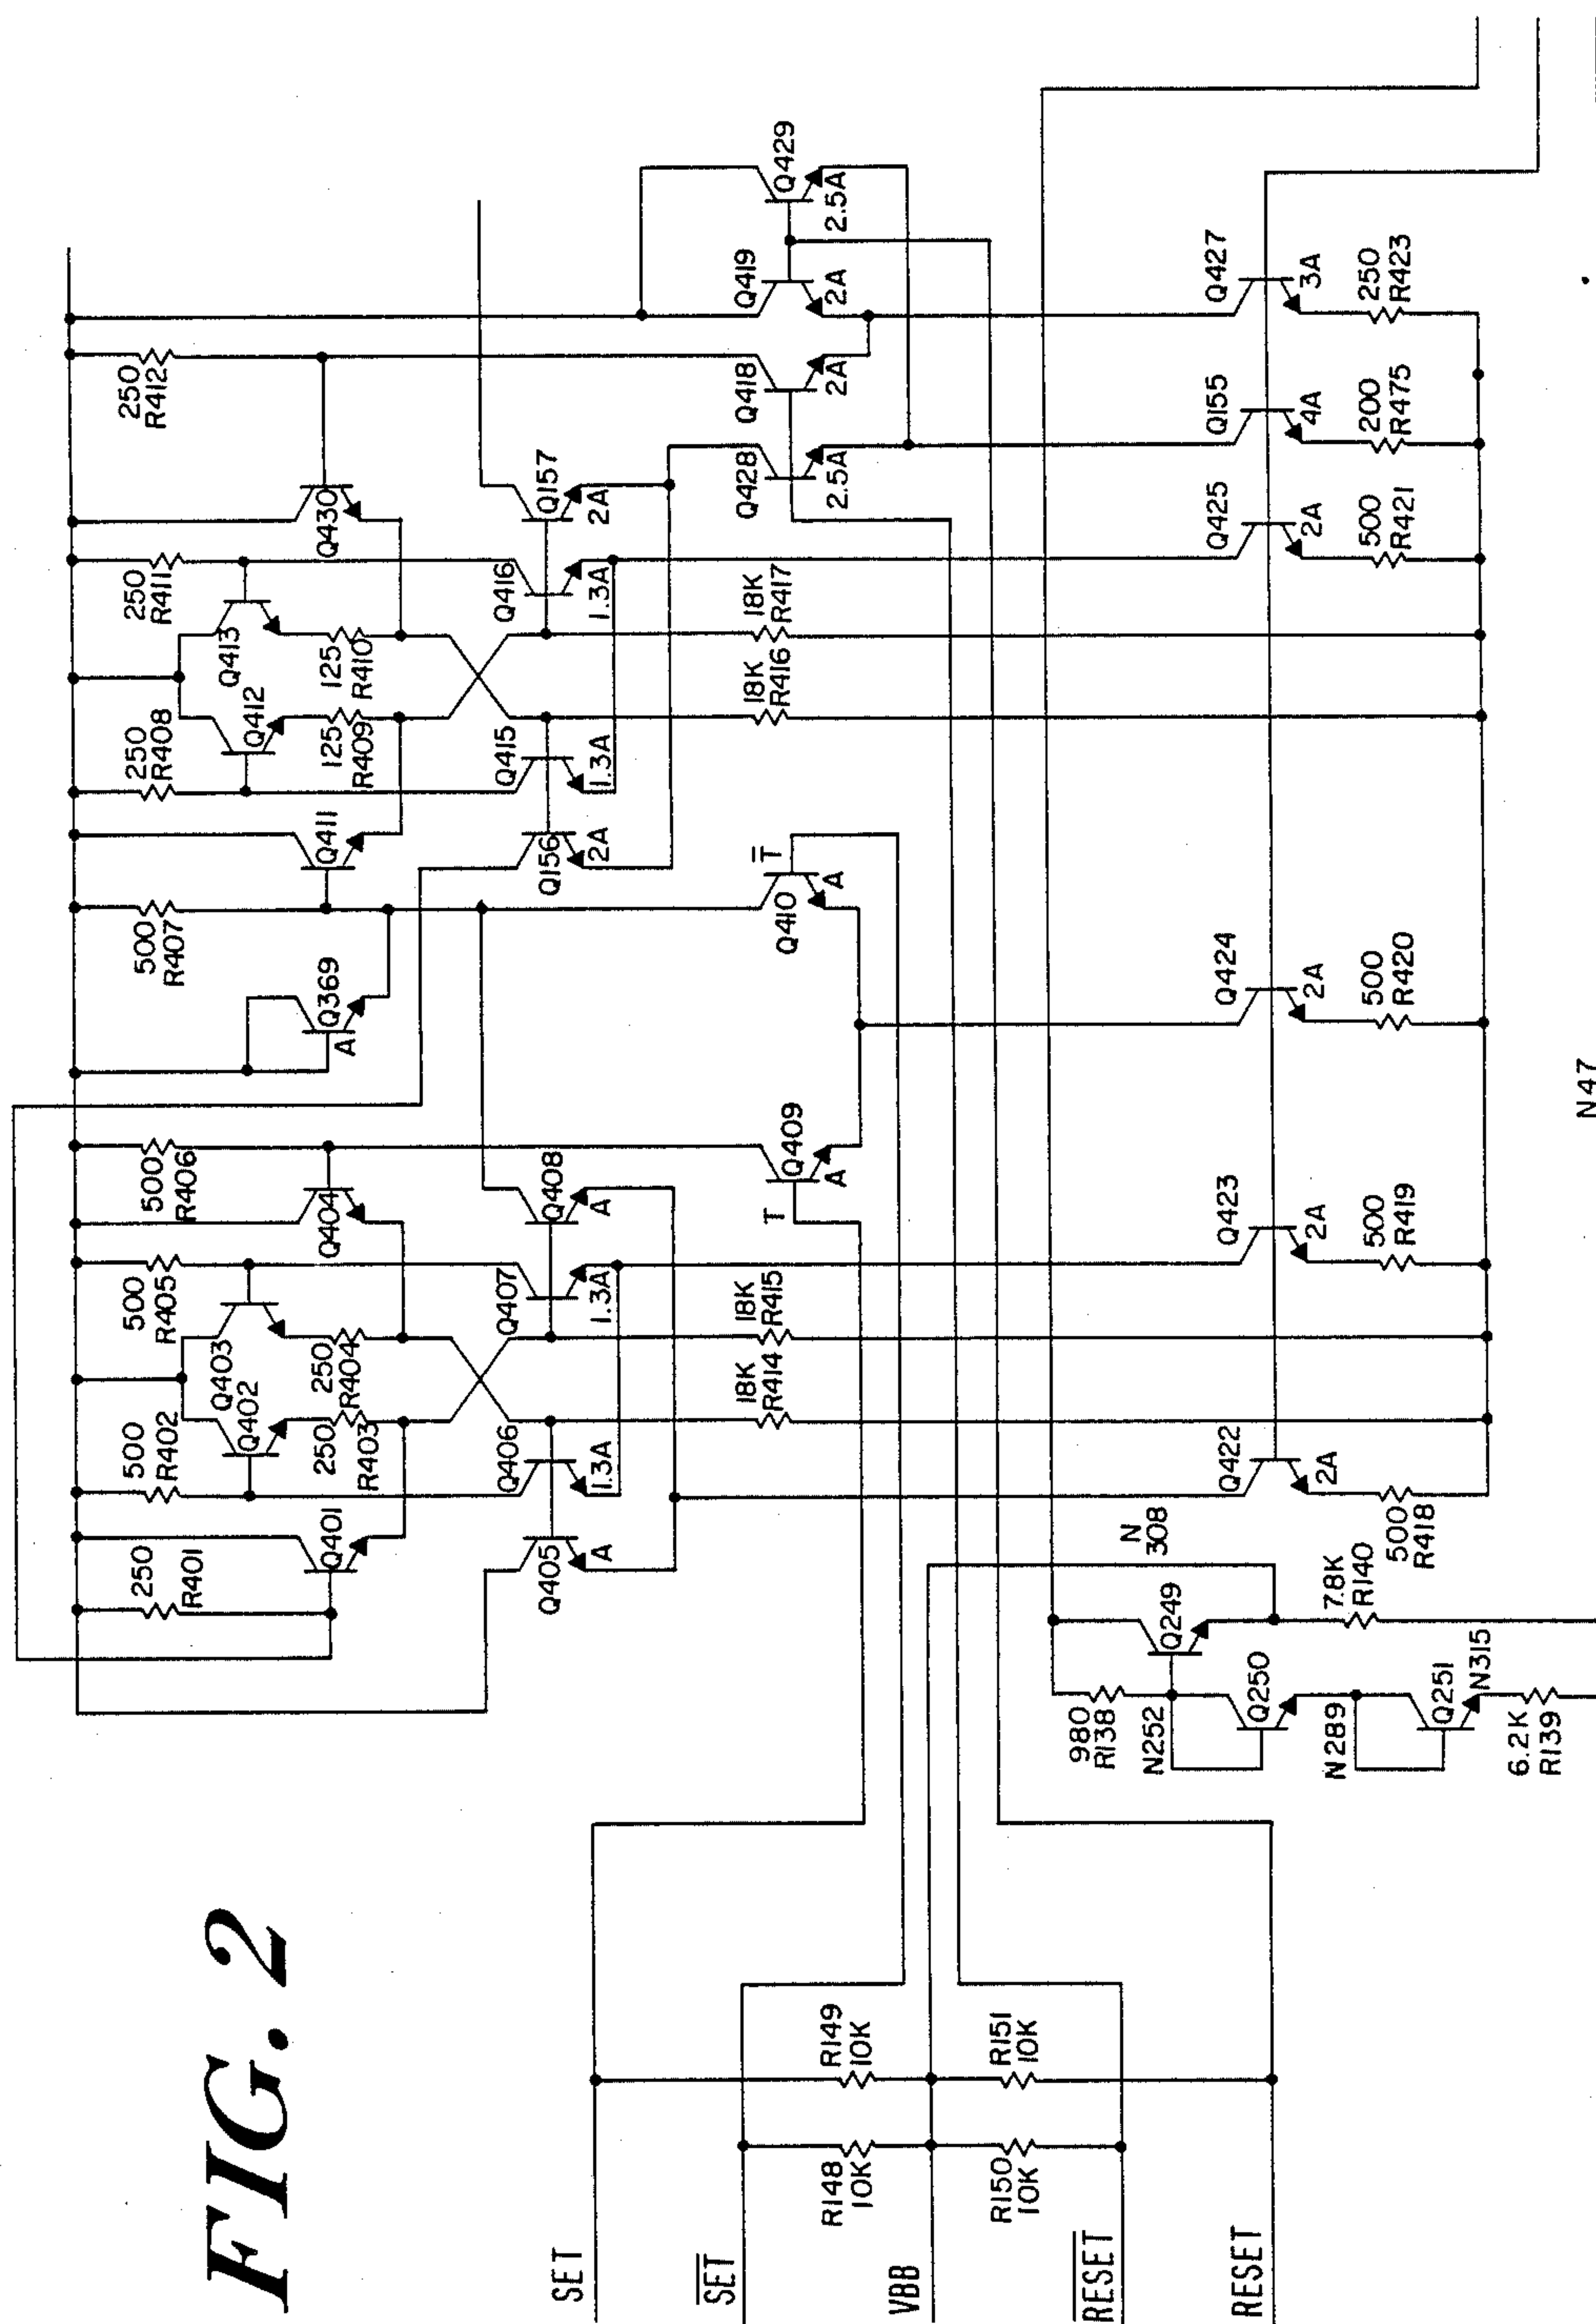 FIG. 2
SET
SET
VBB
RESET
RESET
R148
10K
R149
10K
R150
10K
R151
10K
250
R401
Q401
500
R402
Q402
Q403
500
R405
250
R403
250
R404
Q404
500
R406
Q369
A
500
R407
Q411
250
R408
Q412
Q413
250
R411
125
R409
125
R410
Q430
250
R412
Q405
A
Q406
1.3A
Q407
1.3A
Q408
A
Q156
2A
Q415
1.3A
Q416
1.3A
Q157
2A
18K
R414
18K
R415
T
Q409
A
Q410
T
A
18K
R416
18K
R417
Q428
2.5A
Q418
2A
Q419
2A
Q429
2.5A
980
R138
N252
Q249
Q250
N289
Q251
N315
6.2K
R139
7.8K
R140
N
308
Q422
2A
500
R418
Q423
2A
500
R419
Q424
2A
500
R420
Q425
2A
500
R421
Q155
4A
200
R475
Q427
3A
250
R423
N47